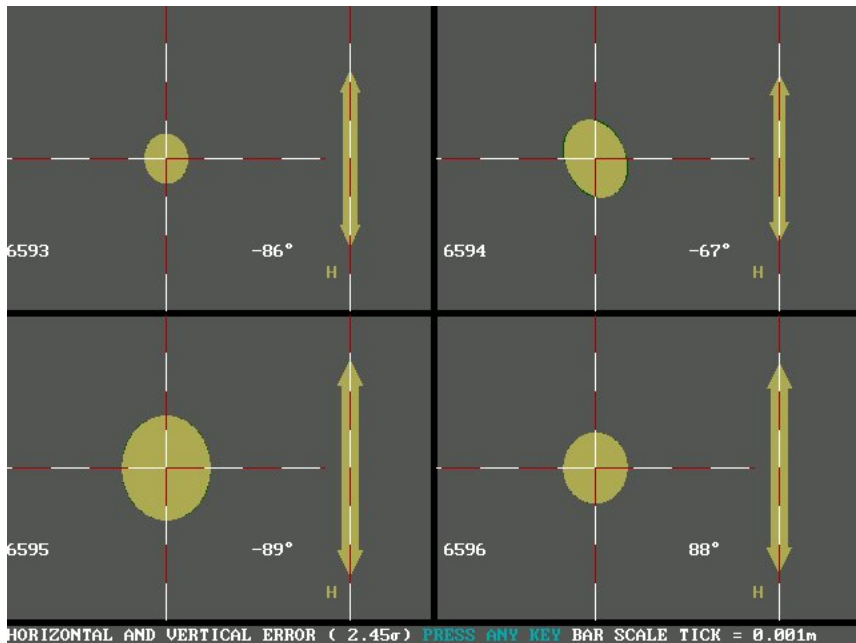 6593 -86°
H
6594 -67°
H
6595 -89°
H
6596 88°
H
HORIZONTAL AND VERTICAL ERROR ( 2.45σ) PRESS ANY KEY BAR SCALE TICK = 0.001m